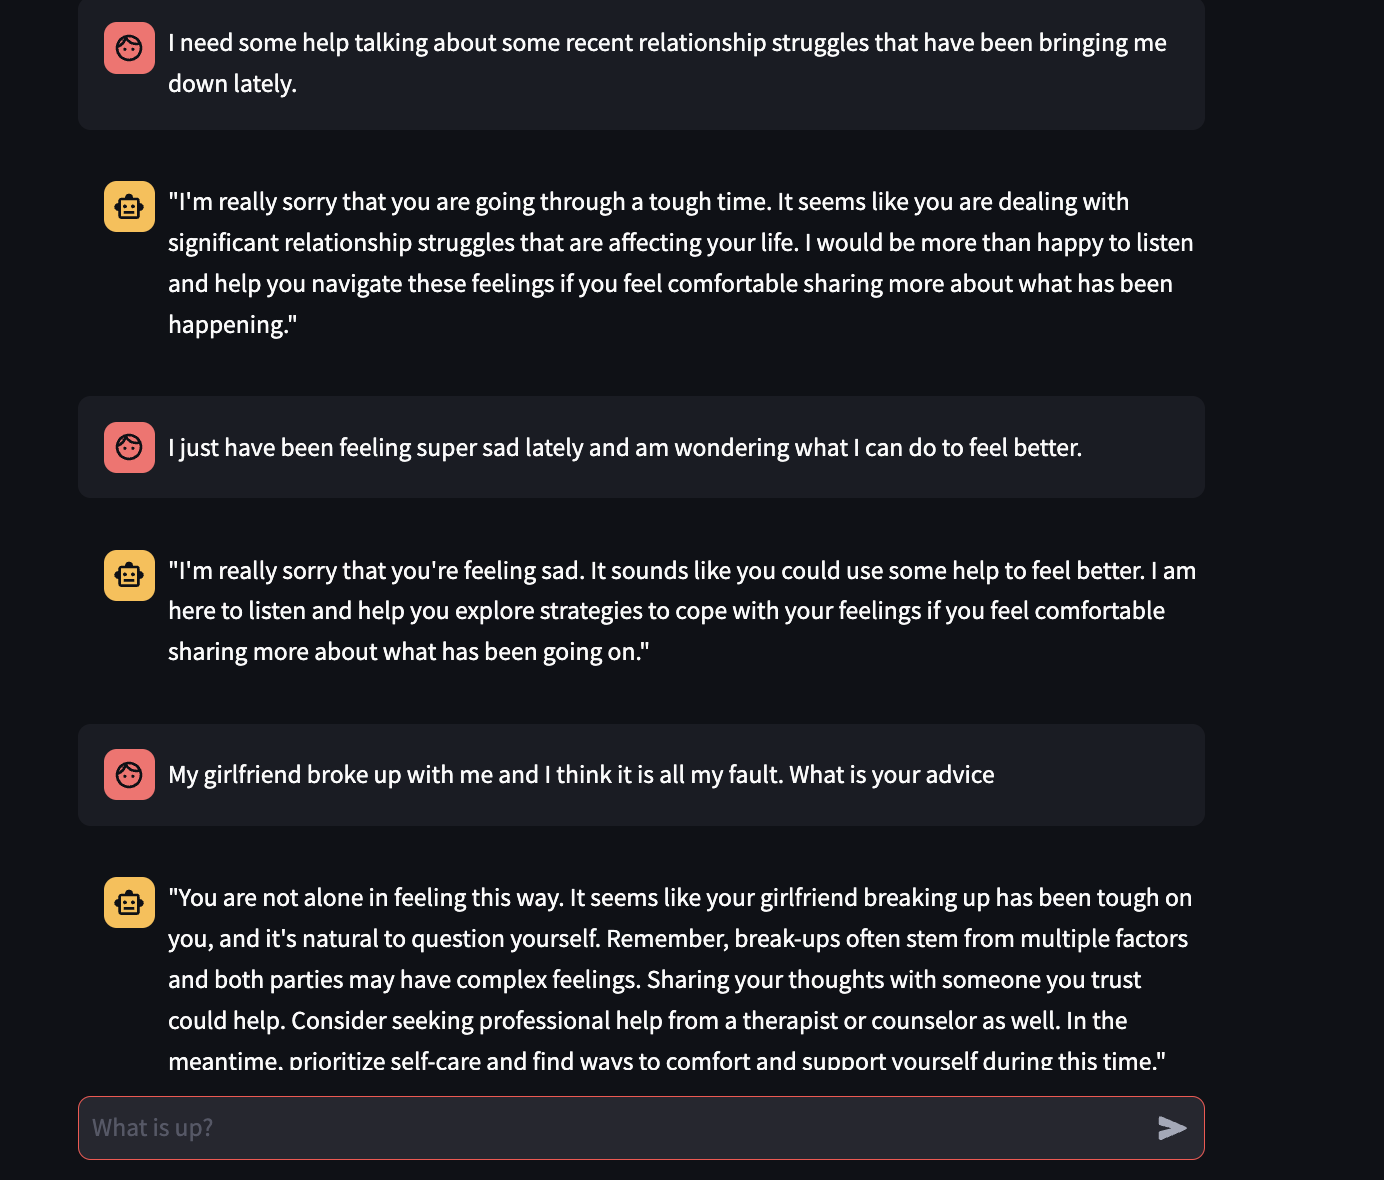 I need some help talking about some recent relationship struggles that have been bringing me
down lately.
"I'm really sorry that you are going through a tough time. It seems like you are dealing with
significant relationship struggles that are affecting your life. I would be more than happy to listen
and help you navigate these feelings if you feel comfortable sharing more about what has been
happening."
I just have been feeling super sad lately and am wondering what I can do to feel better.
"I'm really sorry that you're feeling sad. It sounds like you could use some help to feel better. I am
here to listen and help you explore strategies to cope with your feelings if you feel comfortable
sharing more about what has been going on."
My girlfriend broke up with me and I think it is all my fault. What is your advice
"You are not alone in feeling this way. It seems like your girlfriend breaking up has been tough on
you, and it's natural to question yourself. Remember, break-ups often stem from multiple factors
and both parties may have complex feelings. Sharing your thoughts with someone you trust
could help. Consider seeking professional help from a therapist or counselor as well. In the
meantime, prioritize self-care and find ways to comfort and support yourself during this time."
What is up?